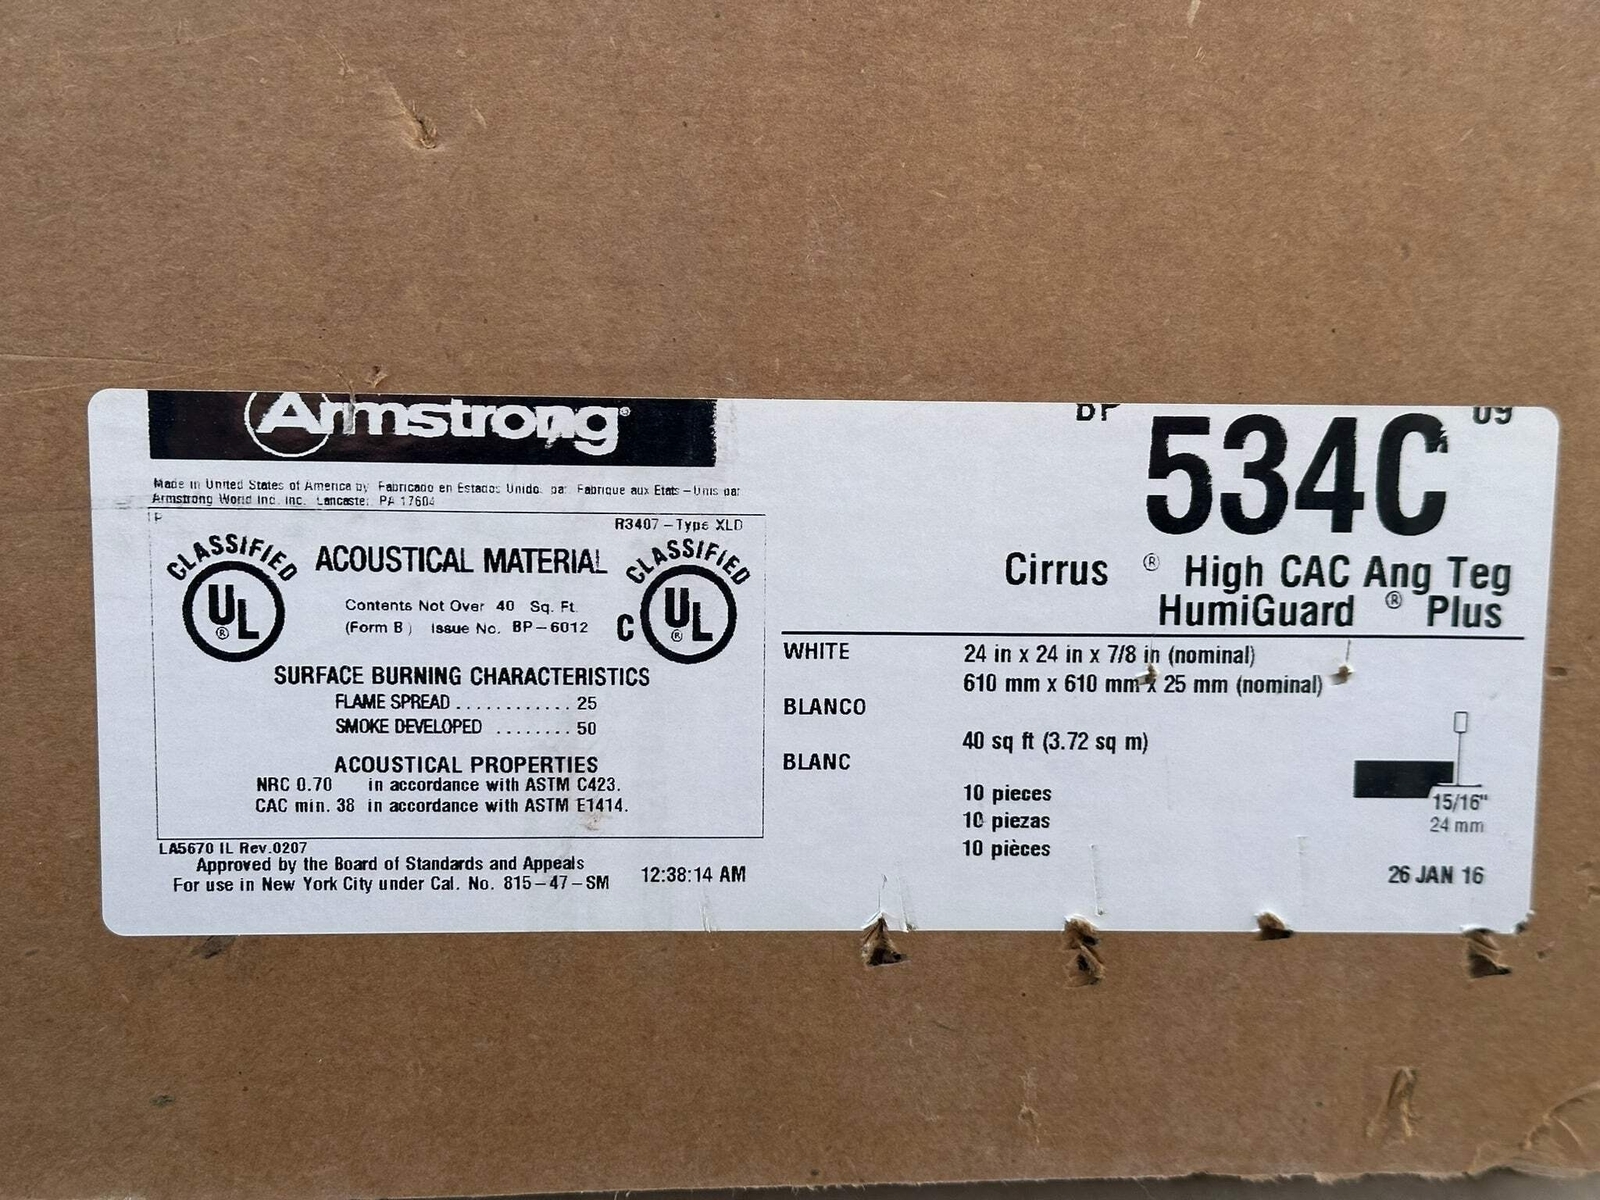 Armstrong®
Made in United States of America by Fabricado en Estados Unidos par Fabrique aux Etats-Unis par
Armstrong World Ind. Inc. Lancaster PA 17604
R3407-Type XLD
CLASSIFIED
UL®
ACOUSTICAL MATERIAL
CLASSIFIED
C UL®
Contents Not Over 40 Sq. Ft.
(Form B) Issue No. BP-6012
SURFACE BURNING CHARACTERISTICS
FLAME SPREAD ............ 25
SMOKE DEVELOPED ........ 50
ACOUSTICAL PROPERTIES
NRC 0.70 in accordance with ASTM C423.
CAC min. 38 in accordance with ASTM E1414.
LA5670 IL Rev.0207
Approved by the Board of Standards and Appeals
For use in New York City under Cal. No. 815-47-SM
12:38:14 AM
BP 534C 09
Cirrus ® High CAC Ang Teg
HumiGuard ® Plus
WHITE
BLANCO
BLANC
24 in x 24 in x 7/8 in (nominal)
610 mm x 610 mm x 25 mm (nominal)
40 sq ft (3.72 sq m)
10 pieces
10 piezas
10 pièces
15/16"
24 mm
26 JAN 16